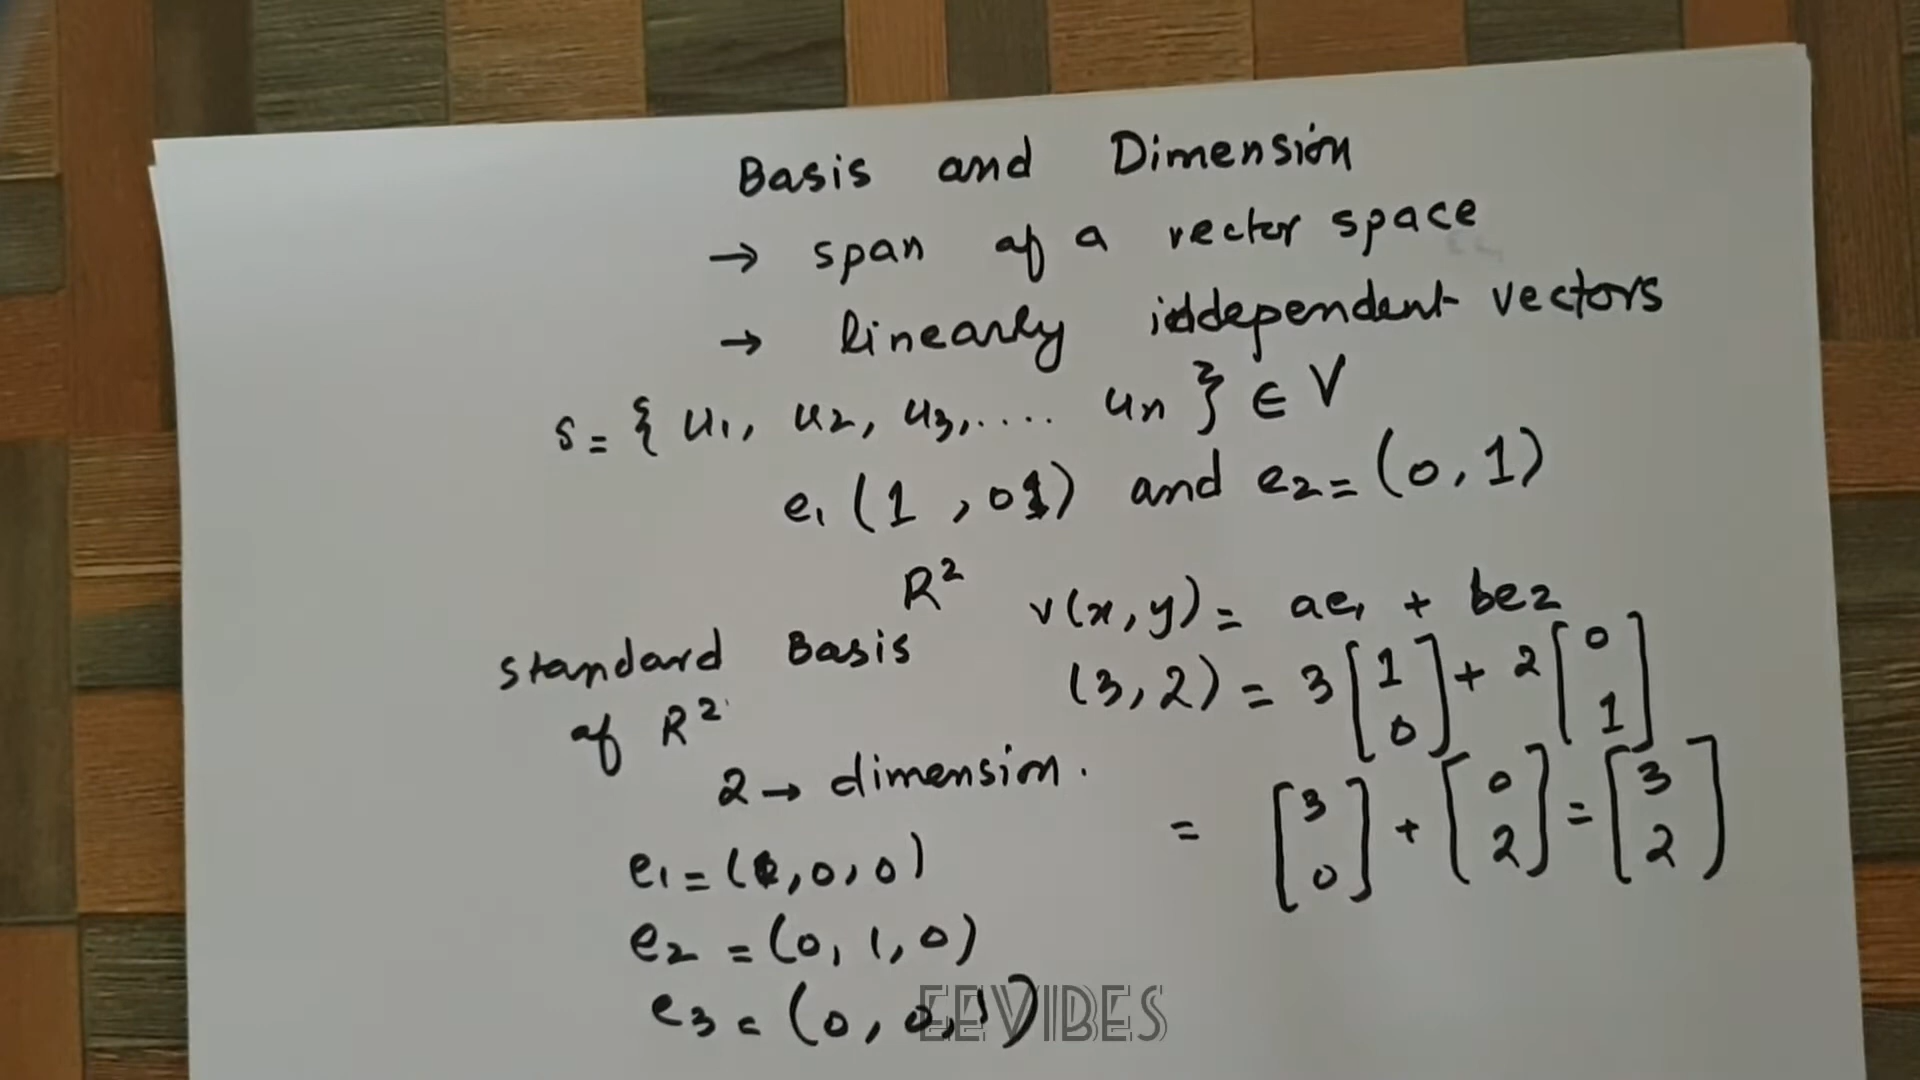 Basis and Dimension
→ span of a vector space
→ linearly iddependent vectors
S = { u1, u2, u3, .... un } ∈ V
e1 (1 , 0) and e2 = (0, 1)
R²
v(x, y) = ae1 + be2
standard Basis
of R²
(3, 2) = 3 [1 0] + 2 [0 1]
2 → dimension.
= [3 0] + [0 2] = [3 2]
e1 = ( , 0, 0)
e2 = (0, 1, 0)
e3 = (0, 0, 1)
EEVIBES